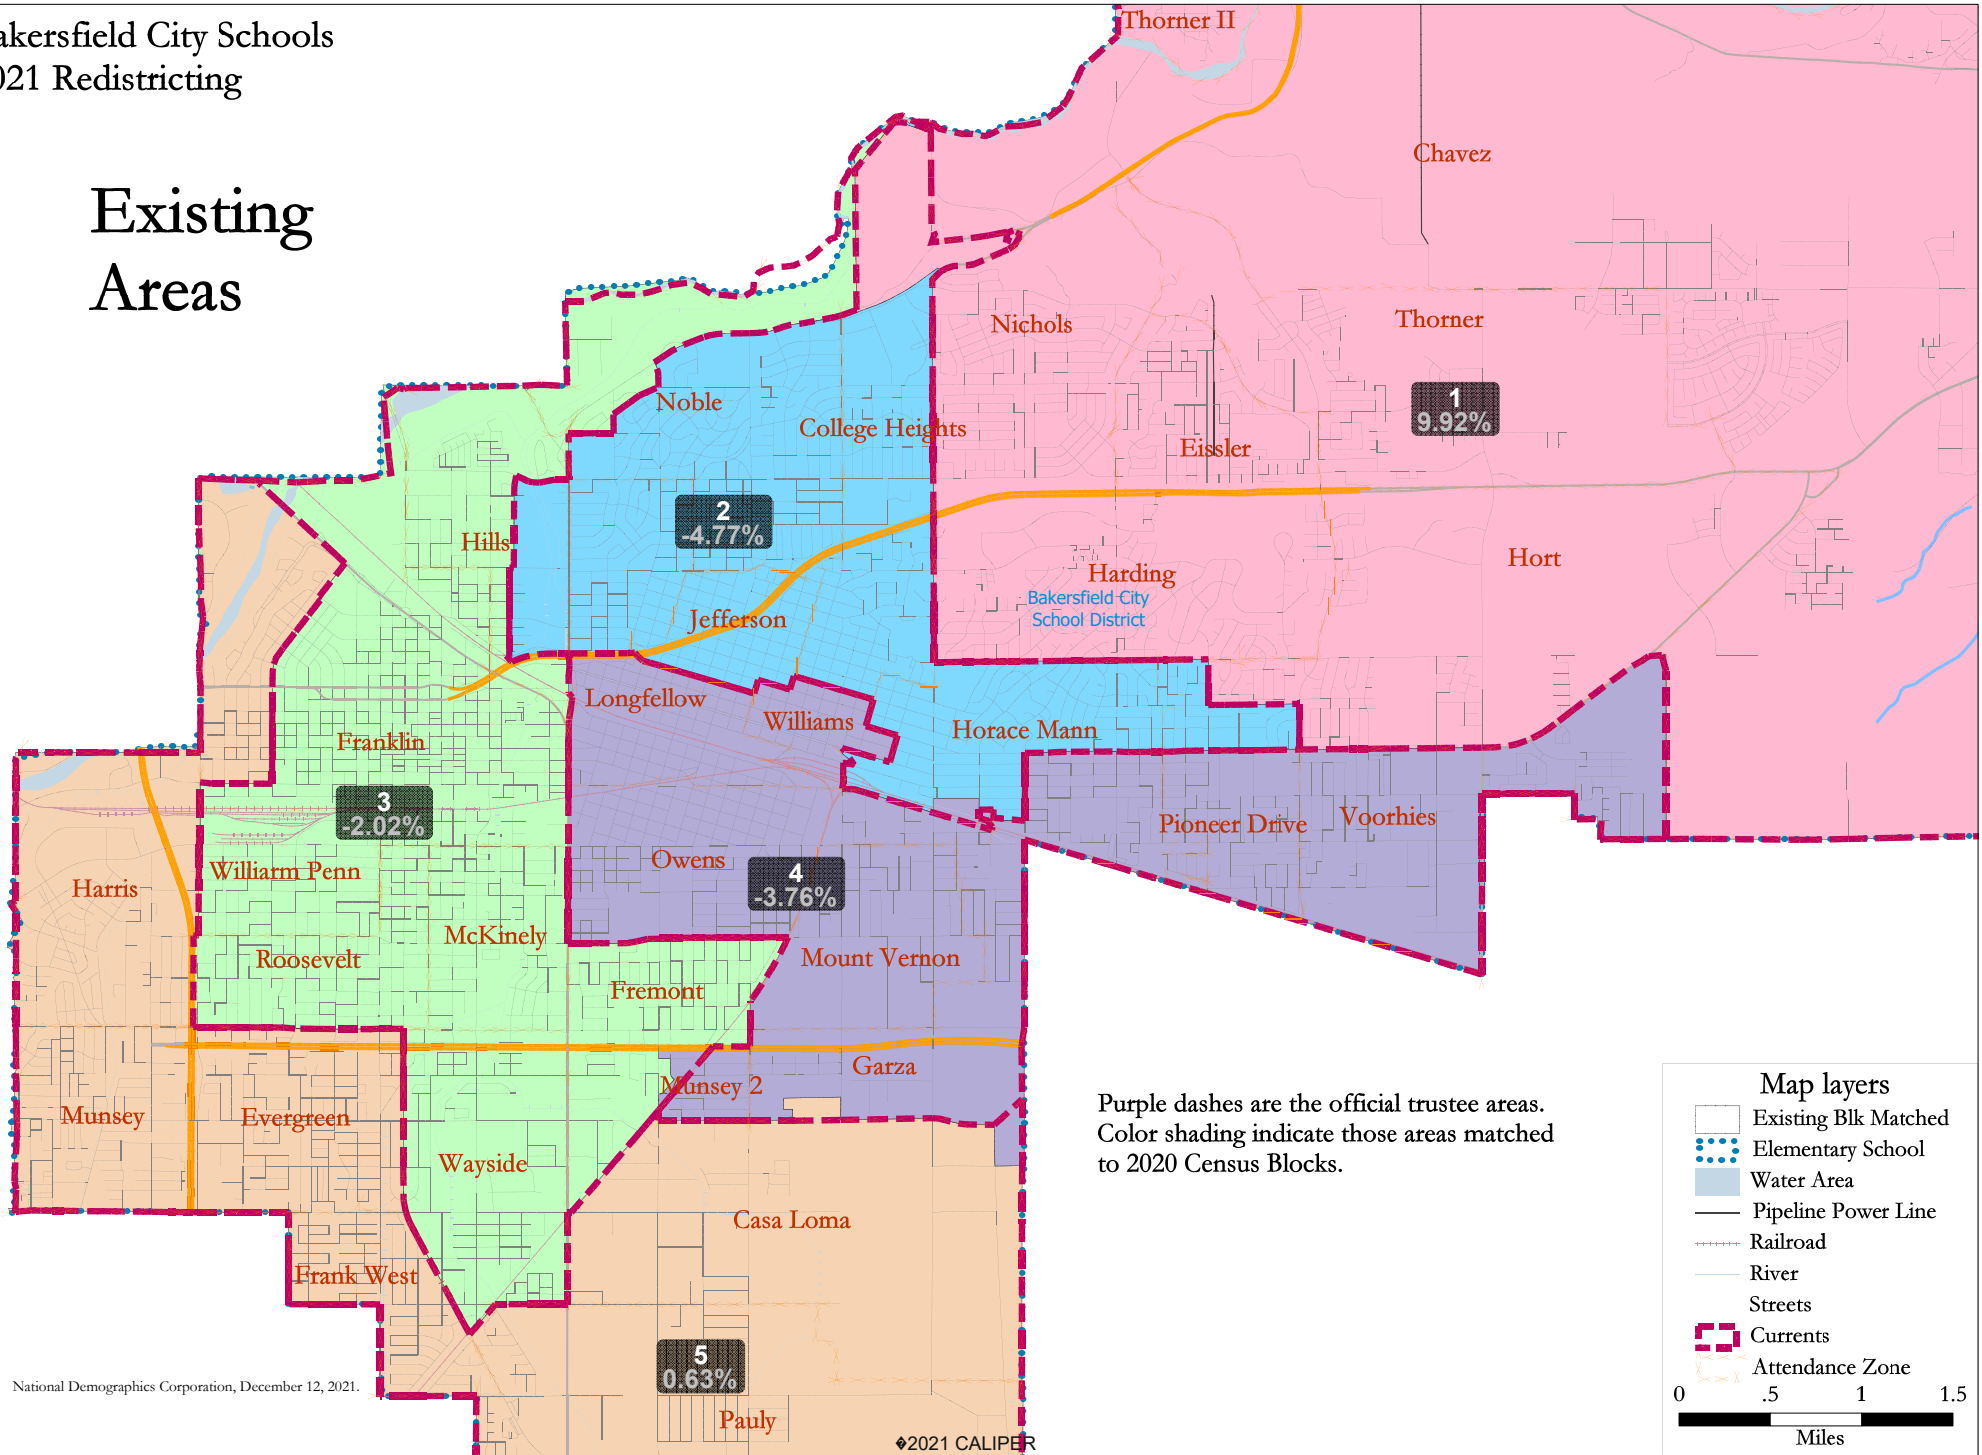 akersfield City Schools
021 Redistricting
Existing
Areas
Thorner II
Chavez
Nichols
Thorner
1
9.92%
Noble
College Heights
Eissler
2
-4.77%
Hills
Hort
Harding
Bakersfield City
School District
Jefferson
Longfellow
Williams
Horace Mann
Franklin
3
-2.02%
Pioneer Drive
Voorhies
Williarm Penn
Owens
4
-3.76%
Harris
McKinely
Roosevelt
Mount Vernon
Fremont
Garza
Munsey 2
Munsey
Evergreen
Wayside
Casa Loma
Frank West
5
0.63%
Pauly
Purple dashes are the official trustee areas.
Color shading indicate those areas matched
to 2020 Census Blocks.
Map layers
Existing Blk Matched
Elementary School
Water Area
Pipeline Power Line
Railroad
River
Streets
Currents
Attendance Zone
0 .5 1 1.5
Miles
National Demographics Corporation, December 12, 2021.
�2021 CALIPER